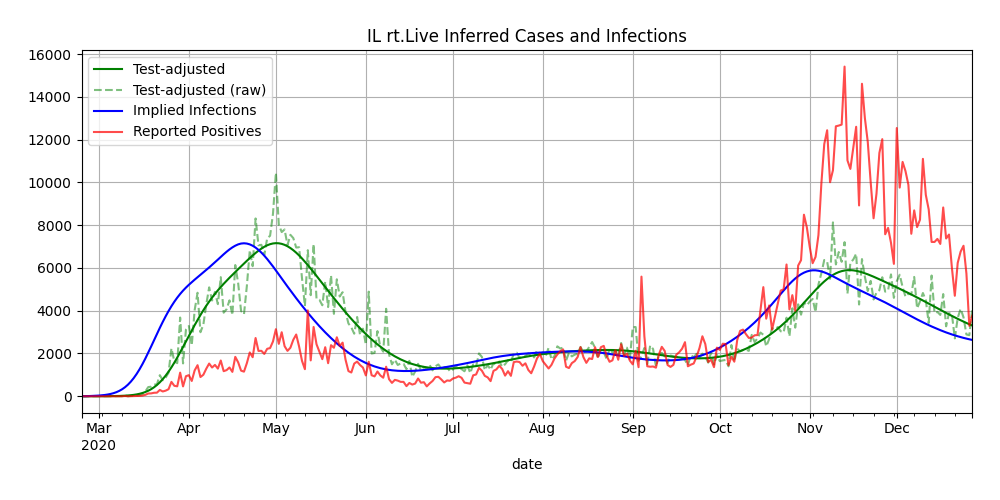 IL rt.Live Inferred Cases and Infections
16000
14000
12000
10000
8000
6000
4000
2000
0
Test-adjusted
Test-adjusted (raw)
Implied Infections
Reported Positives
Mar Apr May Jun Jul Aug Sep Oct Nov Dec
2020
date